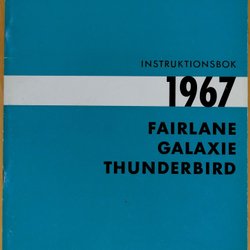 INSTRUKTIONSBOK
1967
FAIRLANE
GALAXIE
THUNDERBIRD